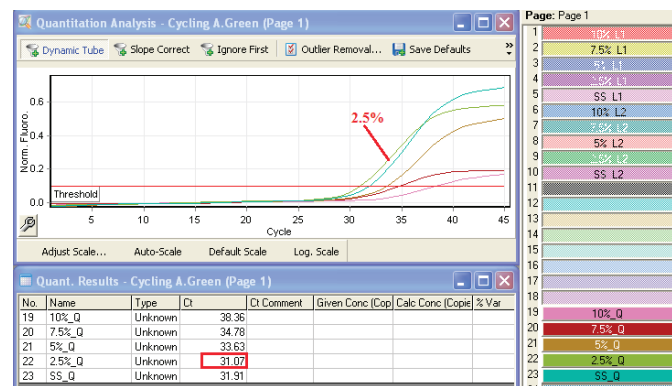 Quantitation Analysis - Cycling A.Green (Page 1)
Dynamic Tube Slope Correct Ignore First Outlier Removal... Save Defaults »
Norm. Fluoro.
0.6
0.4
0.2
0.0
2.5%
Threshold
5 10 15 20 25 30 35 40 45
Cycle
Adjust Scale... Auto-Scale Default Scale Log. Scale
Quant. Results - Cycling A.Green (Page 1)
No. Name Type Ct Ct Comment Given Conc (Cop Calc Conc (Copie % Var
19 10%_Q Unknown 38.36
20 7.5%_Q Unknown 34.78
21 5%_Q Unknown 33.63
22 2.5%_Q Unknown 31.07
23 SS_Q Unknown 31.91
Page: Page 1
1 10% L1
2 7.5% L1
3 5% L1
4 2.5% L1
5 SS L1
6 10% L2
7 7.5% L2
8 5% L2
9 2.5% L2
10 SS L2
11
12
13
14
15
16
17
18
19 10%_Q
20 7.5%_Q
21 5%_Q
22 2.5%_Q
23 SS_Q